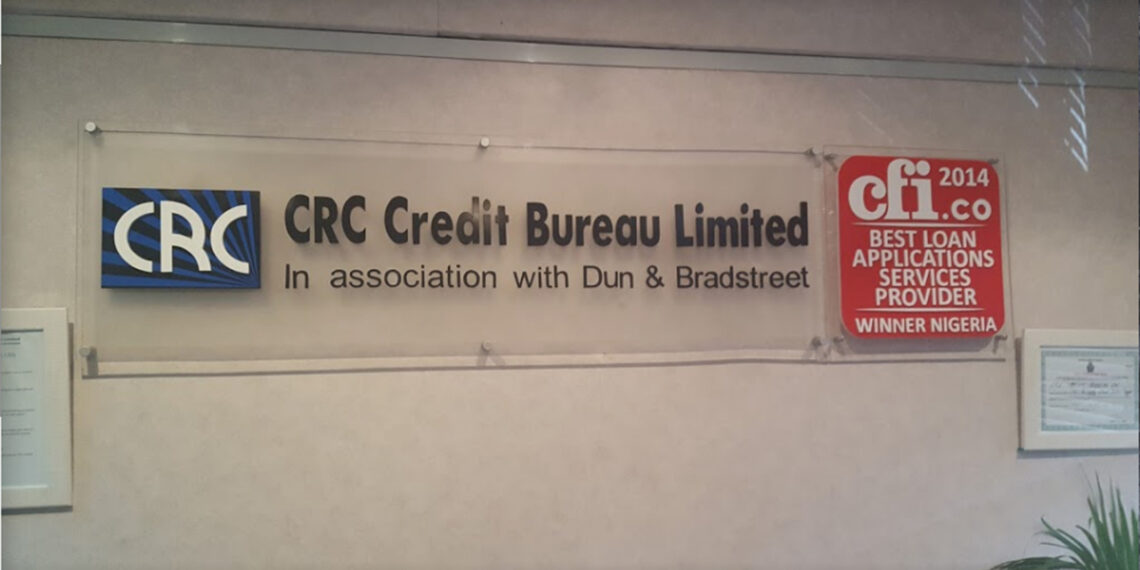 CRC
CRC Credit Bureau Limited
In association with Dun & Bradstreet
cfi.co 2014
BEST LOAN
APPLICATIONS
SERVICES
PROVIDER
WINNER NIGERIA